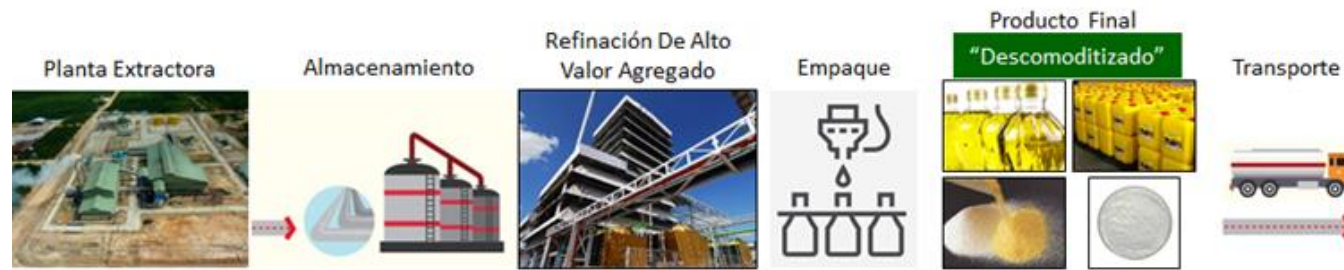 Planta Extractora
Almacenamiento
Refinación De Alto
Valor Agregado
Empaque
Producto Final
“Descomoditizado”
Transporte